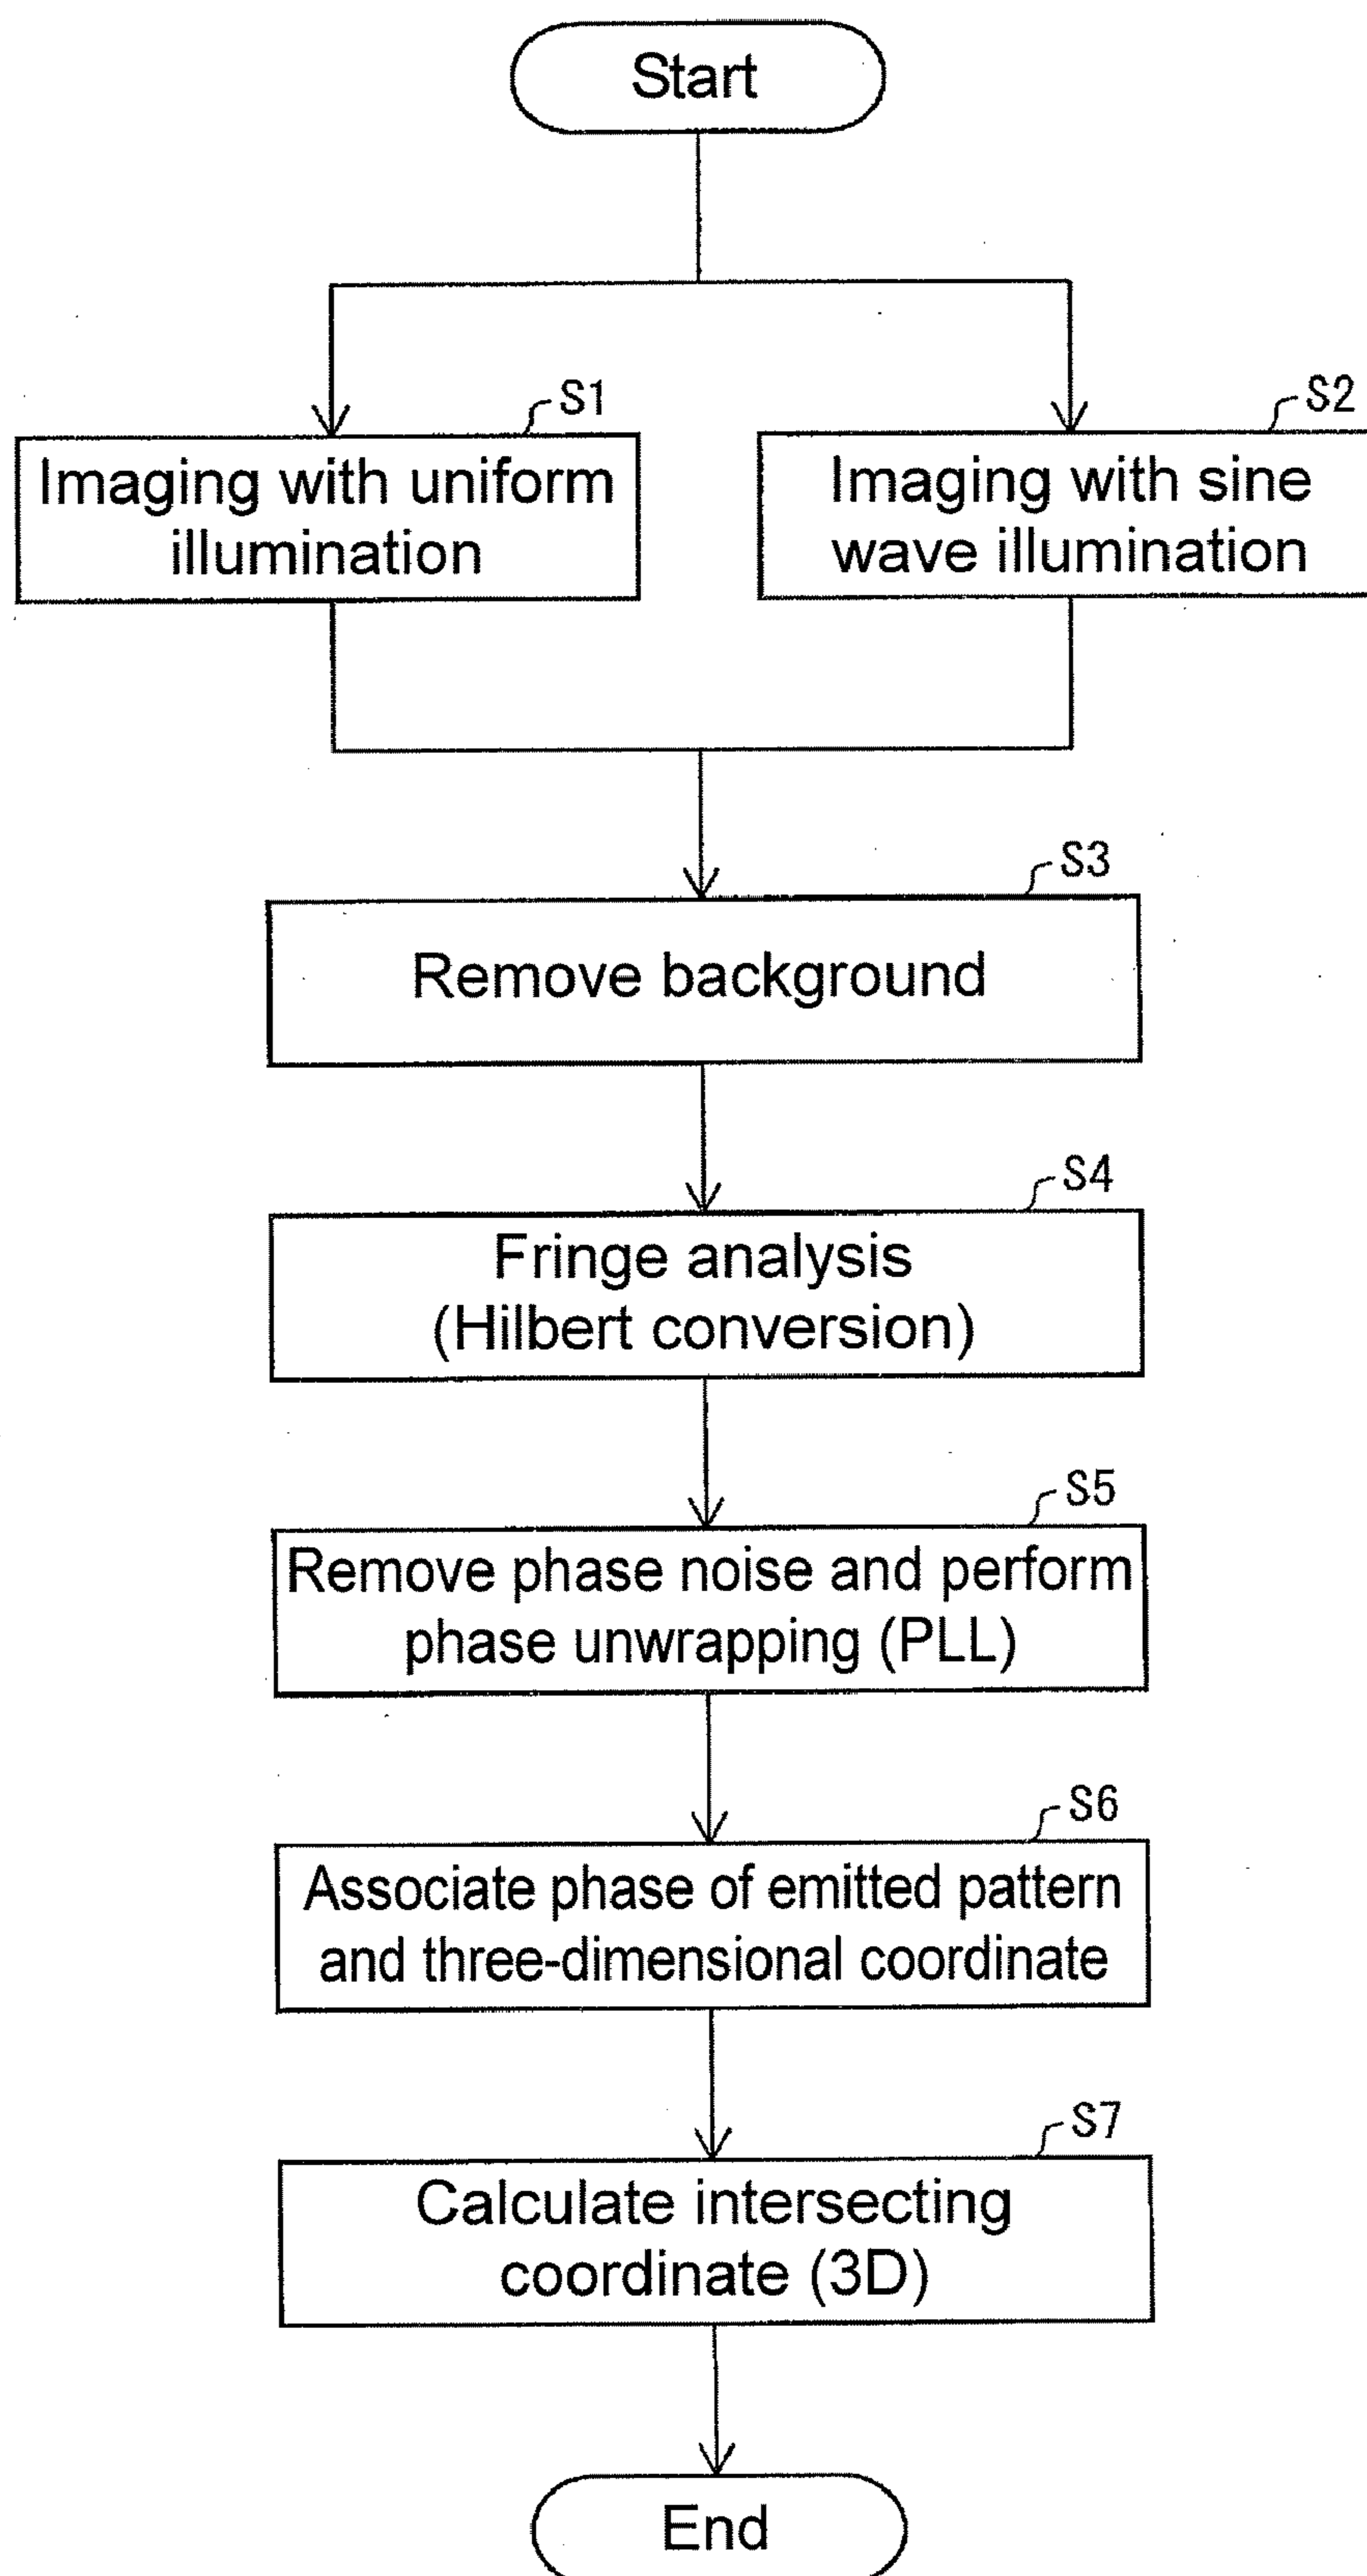 Start
S1
Imaging with uniform
illumination
S2
Imaging with sine
wave illumination
S3
Remove background
S4
Fringe analysis
(Hilbert conversion)
S5
Remove phase noise and perform
phase unwrapping (PLL)
S6
Associate phase of emitted pattern
and three-dimensional coordinate
S7
Calculate intersecting
coordinate (3D)
End